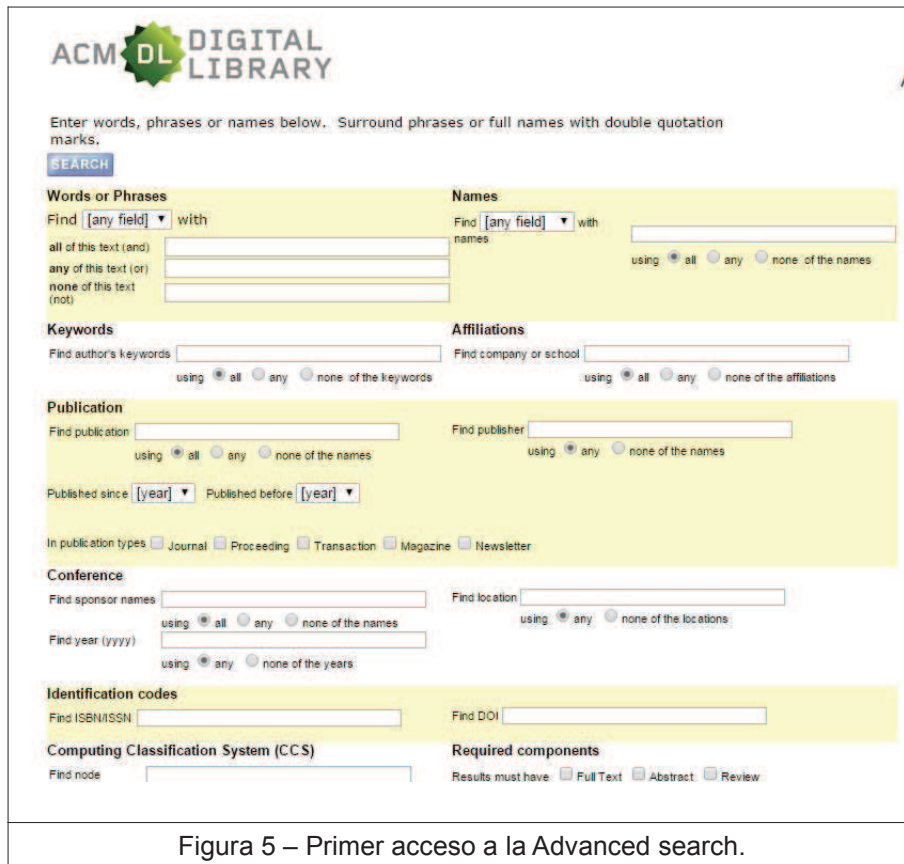 ACM DL DIGITAL
LIBRARY
Enter words, phrases or names below. Surround phrases or full names with double quotation
marks.
SEARCH
Words or Phrases
Find [any field] with
all of this text (and)
any of this text (or)
none of this text
(not)
Names
Find [any field] with
names
using all any none of the names
Keywords
Find author's keywords
using all any none of the keywords
Affiliations
Find company or school
using all any none of the affiliations
Publication
Find publication
using all any none of the names
Find publisher
using any none of the names
Published since [year] Published before [year]
In publication types Journal Proceeding Transaction Magazine Newsletter
Conference
Find sponsor names
using all any none of the names
Find location
using any none of the locations
Find year (yyyy)
using any none of the years
Identification codes
Find ISBN/ISSN
Find DOI
Computing Classification System (CCS)
Find node
Required components
Results must have Full Text Abstract Review
Figura 5 – Primer acceso a la Advanced search.